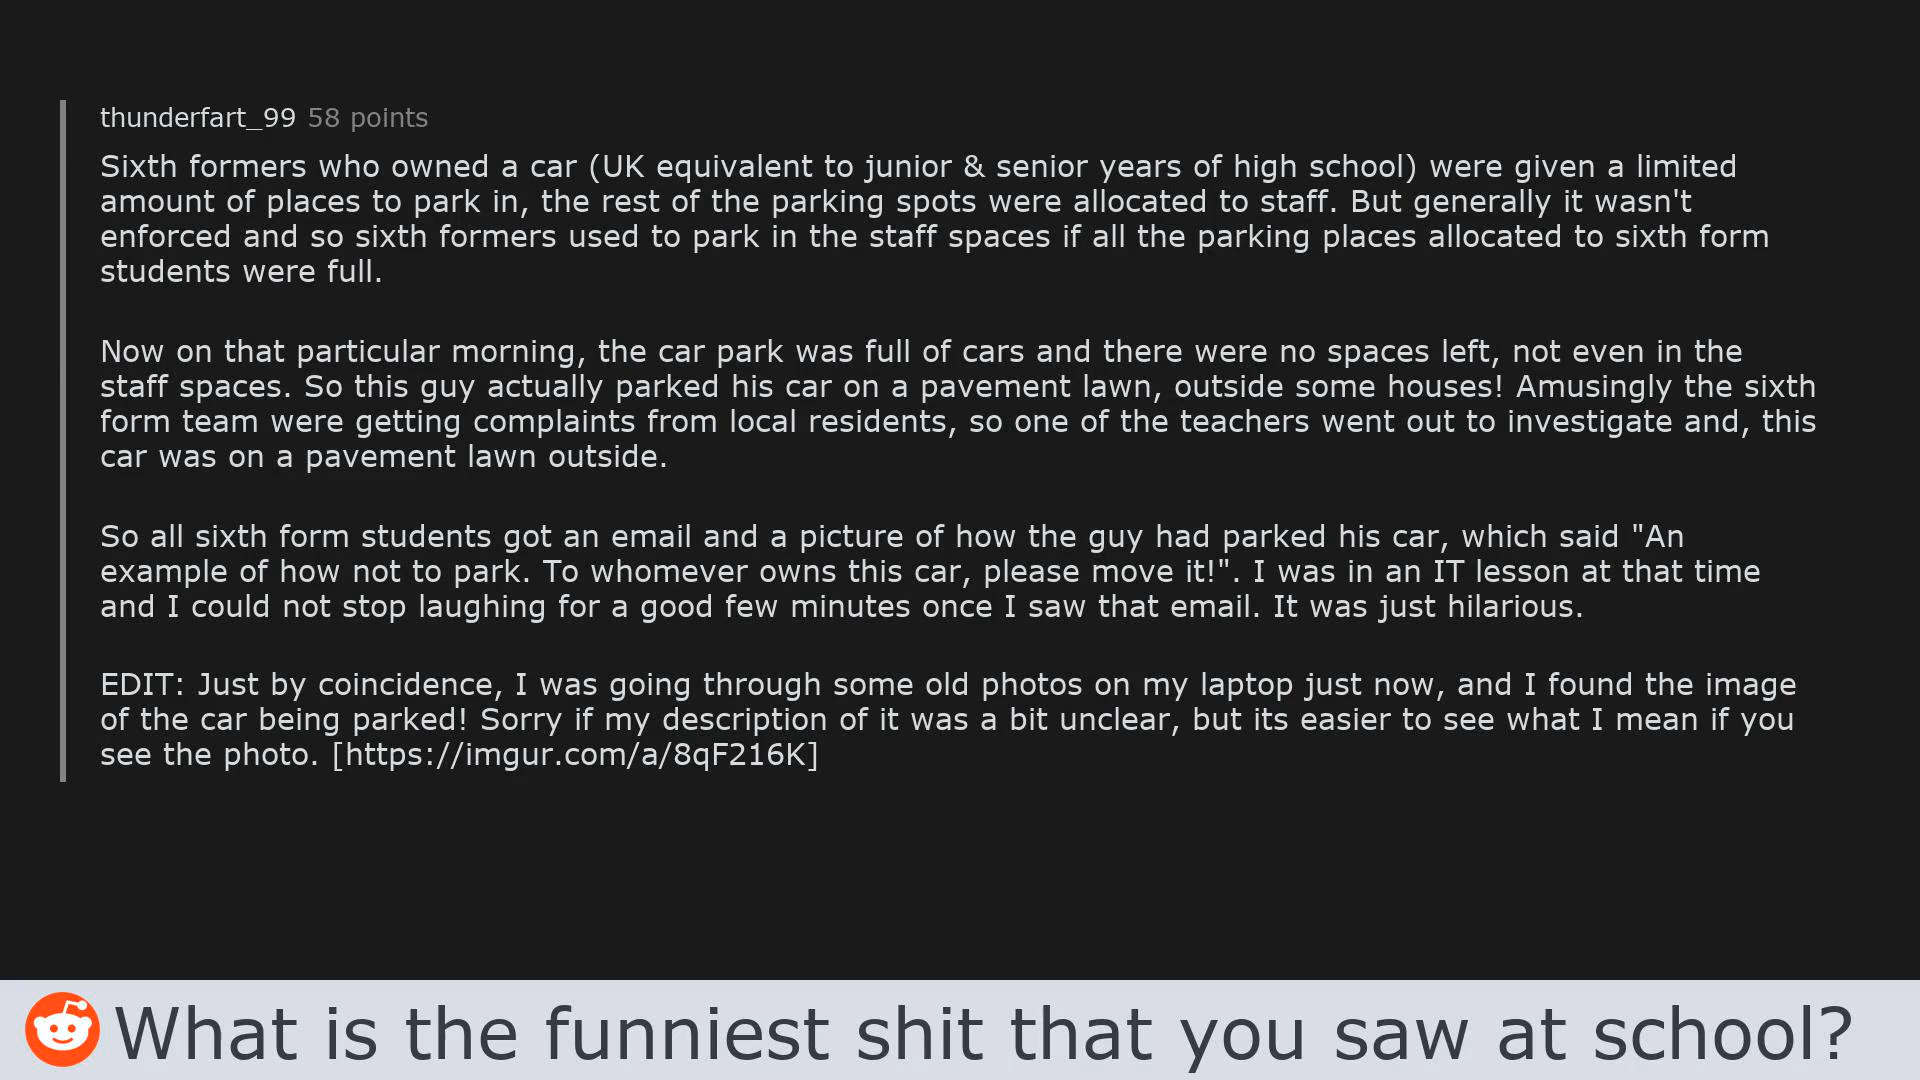 thunderfart_99 58 points
Sixth formers who owned a car (UK equivalent to junior & senior years of high school) were given a limited
amount of places to park in, the rest of the parking spots were allocated to staff. But generally it wasn't
enforced and so sixth formers used to park in the staff spaces if all the parking places allocated to sixth form
students were full.
Now on that particular morning, the car park was full of cars and there were no spaces left, not even in the
staff spaces. So this guy actually parked his car on a pavement lawn, outside some houses! Amusingly the sixth
form team were getting complaints from local residents, so one of the teachers went out to investigate and, this
car was on a pavement lawn outside.
So all sixth form students got an email and a picture of how the guy had parked his car, which said "An
example of how not to park. To whomever owns this car, please move it!". I was in an IT lesson at that time
and I could not stop laughing for a good few minutes once I saw that email. It was just hilarious.
EDIT: Just by coincidence, I was going through some old photos on my laptop just now, and I found the image
of the car being parked! Sorry if my description of it was a bit unclear, but its easier to see what I mean if you
see the photo. [https://imgur.com/a/8qF216K]
What is the funniest shit that you saw at school?